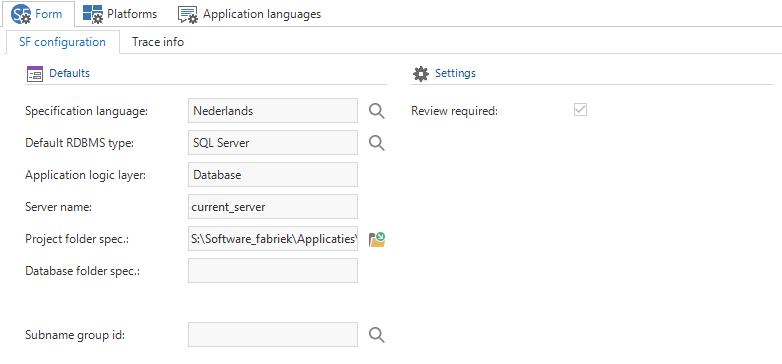 SF Form Platforms Application languages
SF configuration Trace info
Defaults
Specification language: Nederlands
Default RDBMS type: SQL Server
Application logic layer: Database
Server name: current_server
Project folder spec.: S:\Software_fabriek\Applicaties\
Database folder spec.:
Subname group id:
Settings
Review required: